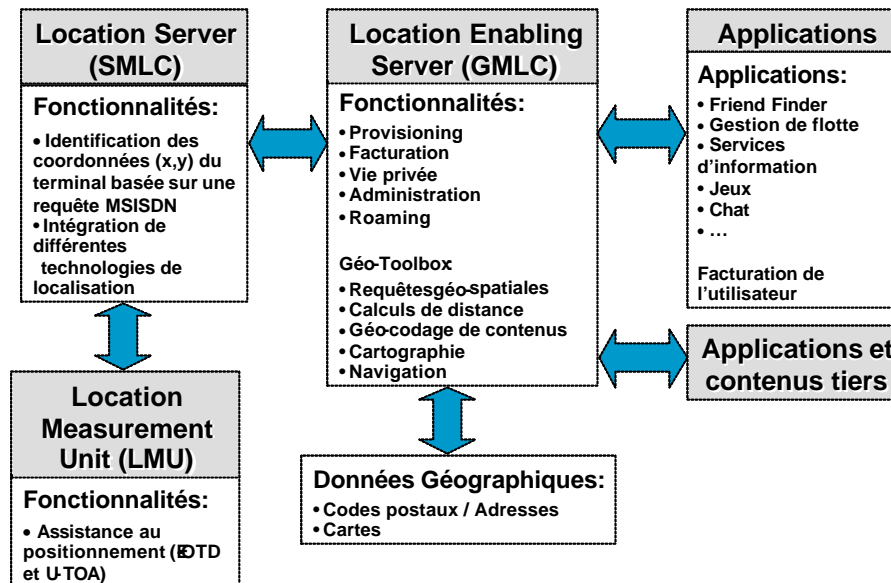 Location Server
(SMLC)
Fonctionnalités:
• Identification des
coordonnées (x,y) du
terminal basée sur une
requête MSISDN
• Intégration de
différentes
technologies de
localisation
Location
Measurement
Unit (LMU)
Fonctionnalités:
• Assistance au
positionnement (EOTD
et U-TOA)
Location Enabling
Server (GMLC)
Fonctionnalités:
• Provisioning
• Facturation
• Vie privée
• Administration
• Roaming
Géo-Toolbox
• Requêtesgéo-spatiales
• Calculs de distance
• Géo-codage de contenus
• Cartographie
• Navigation
Données Géographiques:
• Codes postaux / Adresses
• Cartes
Applications
Applications:
• Friend Finder
• Gestion de flotte
• Services
d'information
• Jeux
• Chat
• …
Facturation de
l'utilisateur
Applications et
contenus tiers